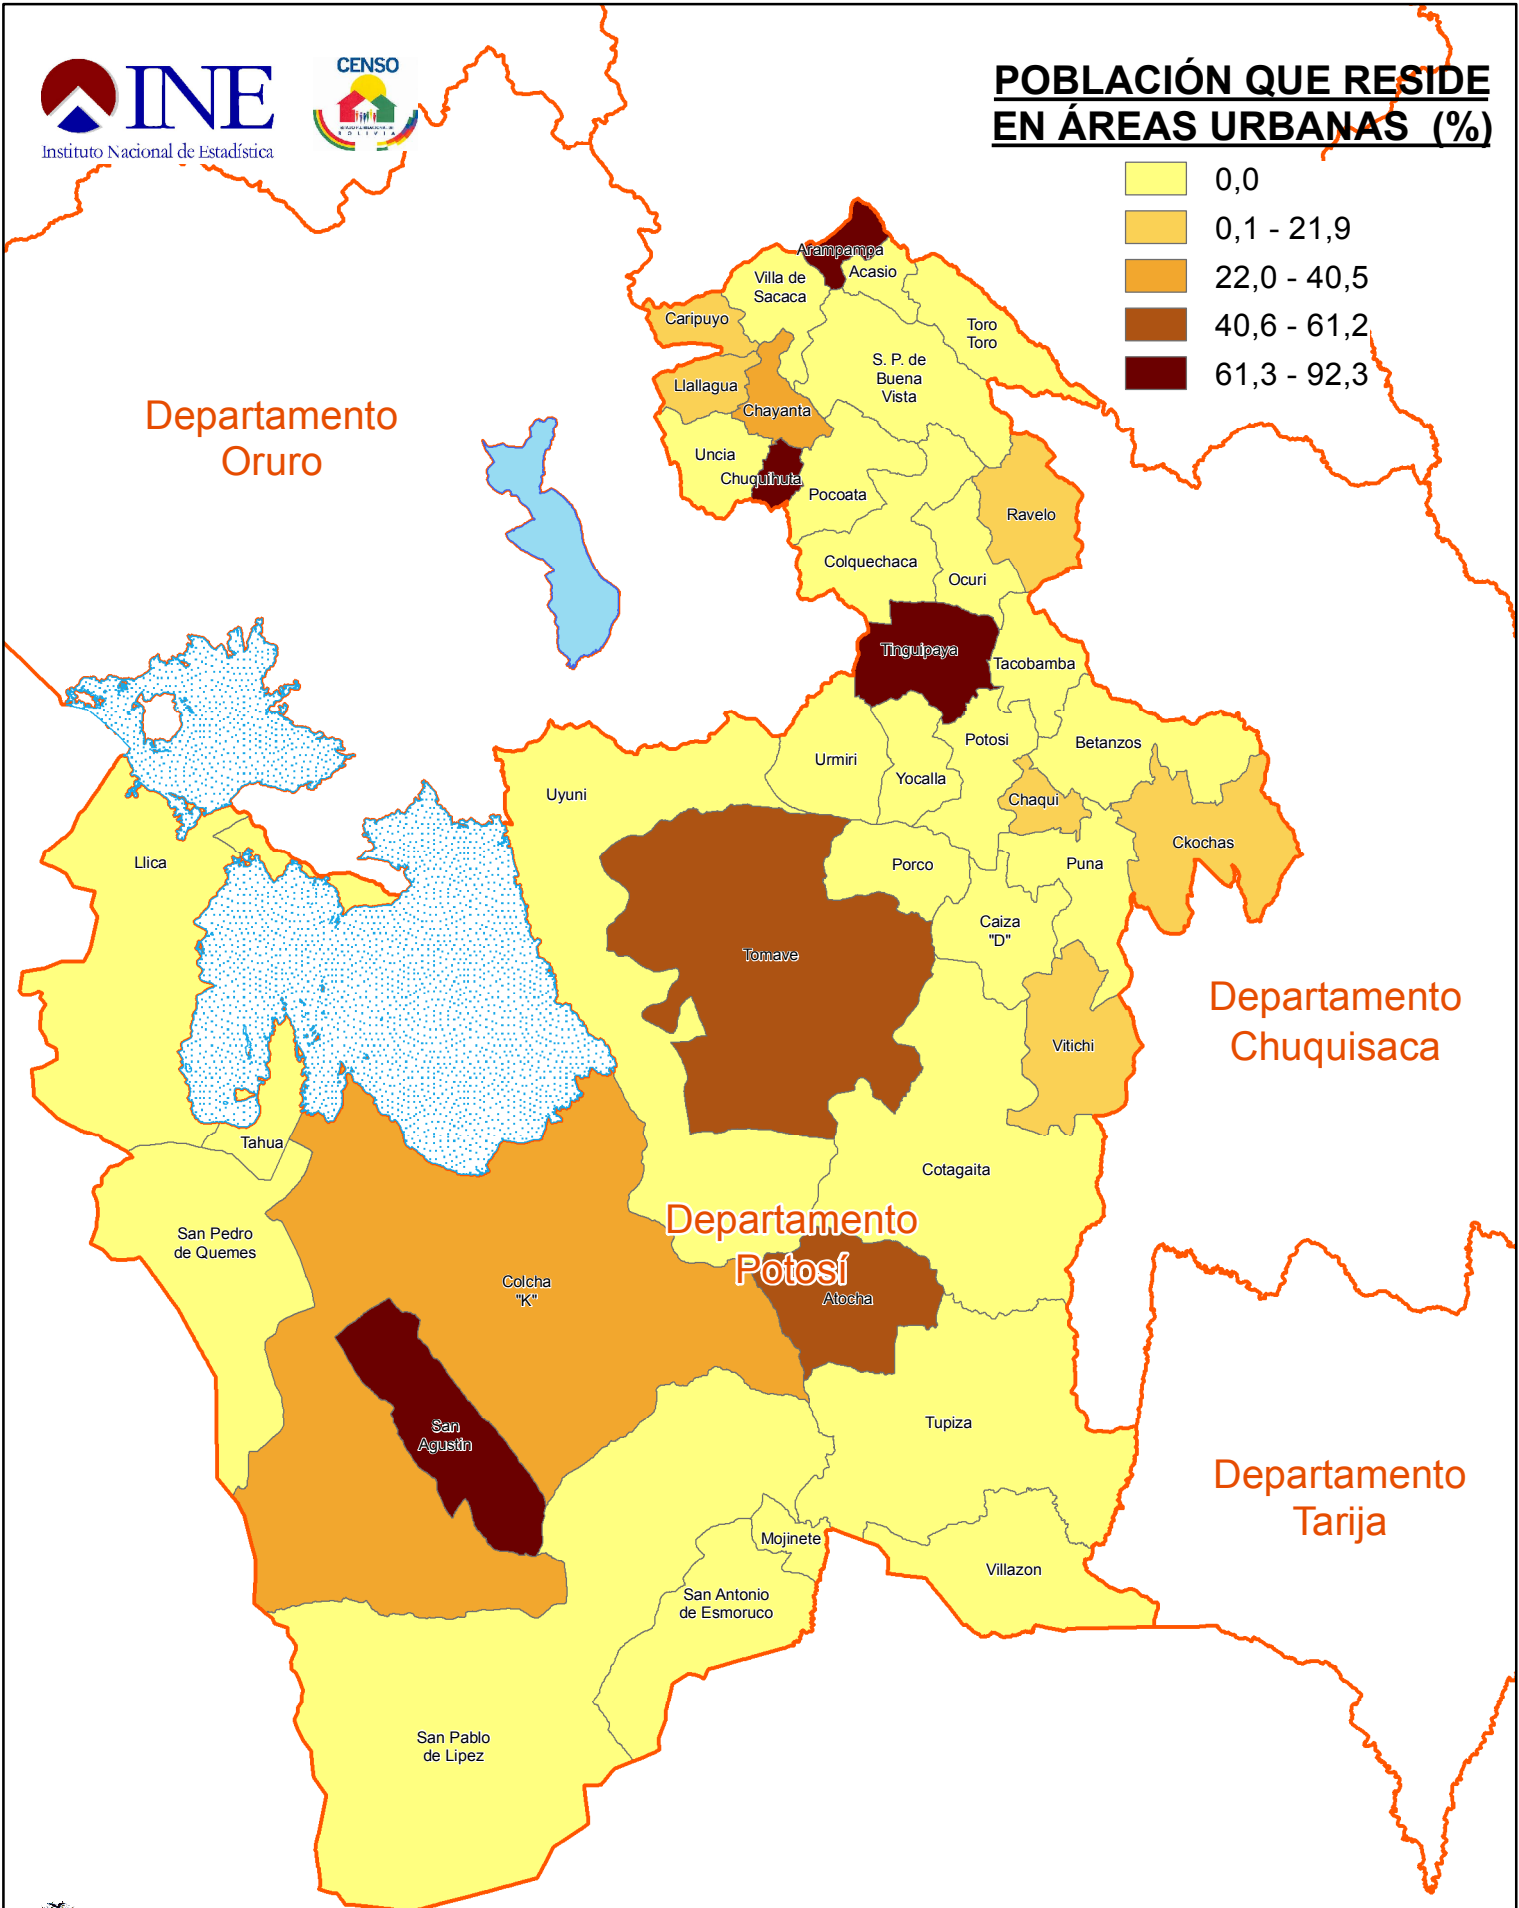 INE
Instituto Nacional de Estadística
CENSO
BOLIVIA
POBLACIÓN QUE RESIDE
EN ÁREAS URBANAS (%)
0,0
0,1 - 21,9
22,0 - 40,5
40,6 - 61,2
61,3 - 92,3
Arampampa
Acasio
Villa de
Sacaca
Caripuyo
Toro
Toro
S. P. de
Buena
Vista
Llallagua
Chayanta
Departamento
Oruro
Uncia
Chuquihuta
Pocoata
Ravelo
Colquechaca
Ocuri
Tinguipaya
Tacobamba
Potosi
Betanzos
Urmiri
Yocalla
Uyuni
Chaqui
Ckochas
Llica
Porco
Puna
Caiza
"D"
Tomave
Departamento
Chuquisaca
Vitichi
Tahua
Cotagaita
Departamento
Potosí
San Pedro
de Quemes
Colcha
"K"
Atocha
San
Agustin
Tupiza
Departamento
Tarija
Mojinete
Villazon
San Antonio
de Esmoruco
San Pablo
de Lipez